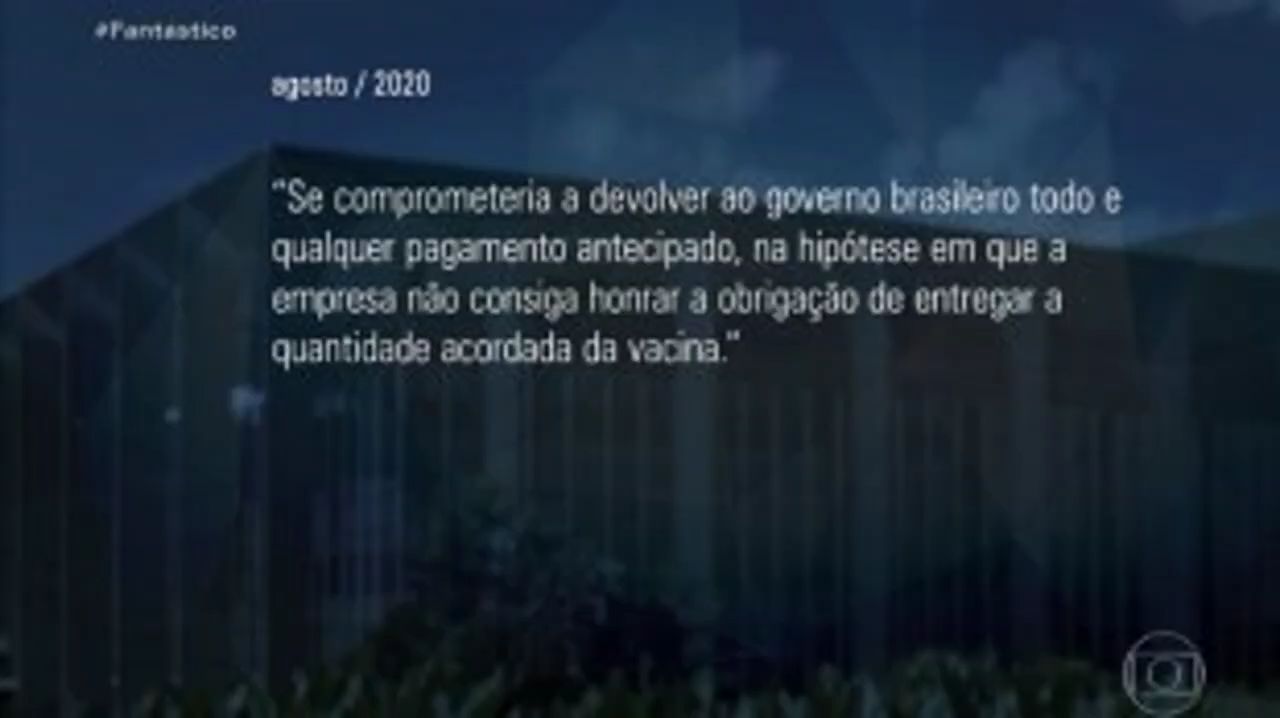 #Fantástico
agosto / 2020
“Se comprometeria a devolver ao governo brasileiro todo e
qualquer pagamento antecipado, na hipótese em que a
empresa não consiga honrar a obrigação de entregar a
quantidade acordada da vacina.”